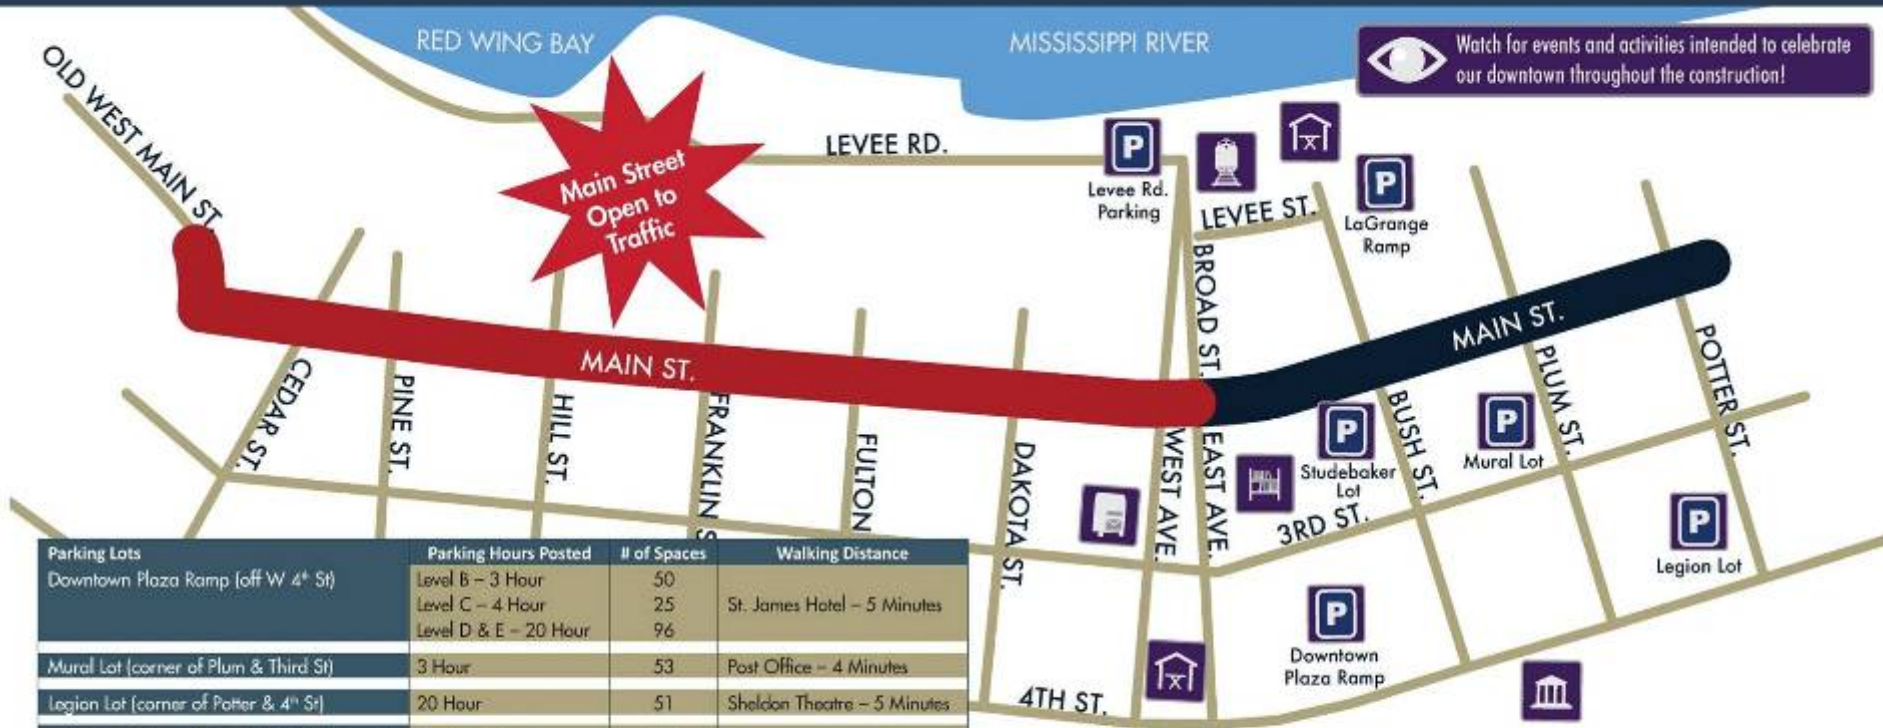 RED WING BAY
MISSISSIPPI RIVER
Watch for events and activities intended to celebrate
our downtown throughout the construction!
OLD WEST MAIN ST.
LEVEE RD.
Main Street
Open to
Traffic
P
Levee Rd.
Parking
P
LaGrange
Ramp
LEVEE ST.
BROAD ST.
MAIN ST.
MAIN ST.
CEDAR ST.
PINE ST.
HILL ST.
FRANKLIN S
FULTON
DAKOTA ST.
WEST AVE.
EAST AVE.
BUSH ST.
PLUM ST.
POTTER ST.
P
Studebaker
Lot
P
Mural Lot
3RD ST.
P
Legion Lot
P
Downtown
Plaza Ramp
4TH ST.
Parking Lots Parking Hours Posted # of Spaces Walking Distance
Downtown Plaza Ramp (off W 4th St) Level B – 3 Hour 50
Level C – 4 Hour 25 St. James Hotel – 5 Minutes
Level D & E – 20 Hour 96
Mural Lot (corner of Plum & Third St) 3 Hour 53 Post Office – 4 Minutes
Legion Lot (corner of Potter & 4th St) 20 Hour 51 Sheldon Theatre – 5 Minutes